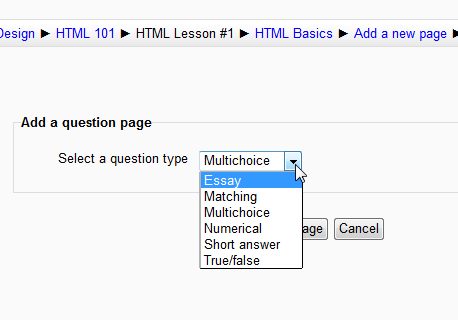 Design ► HTML 101 ► HTML Lesson #1 ► HTML Basics ► Add a new page ►
Add a question page
Select a question type Multichoice
Essay
Matching
Multichoice
Numerical
Short answer
True/false
age Cancel